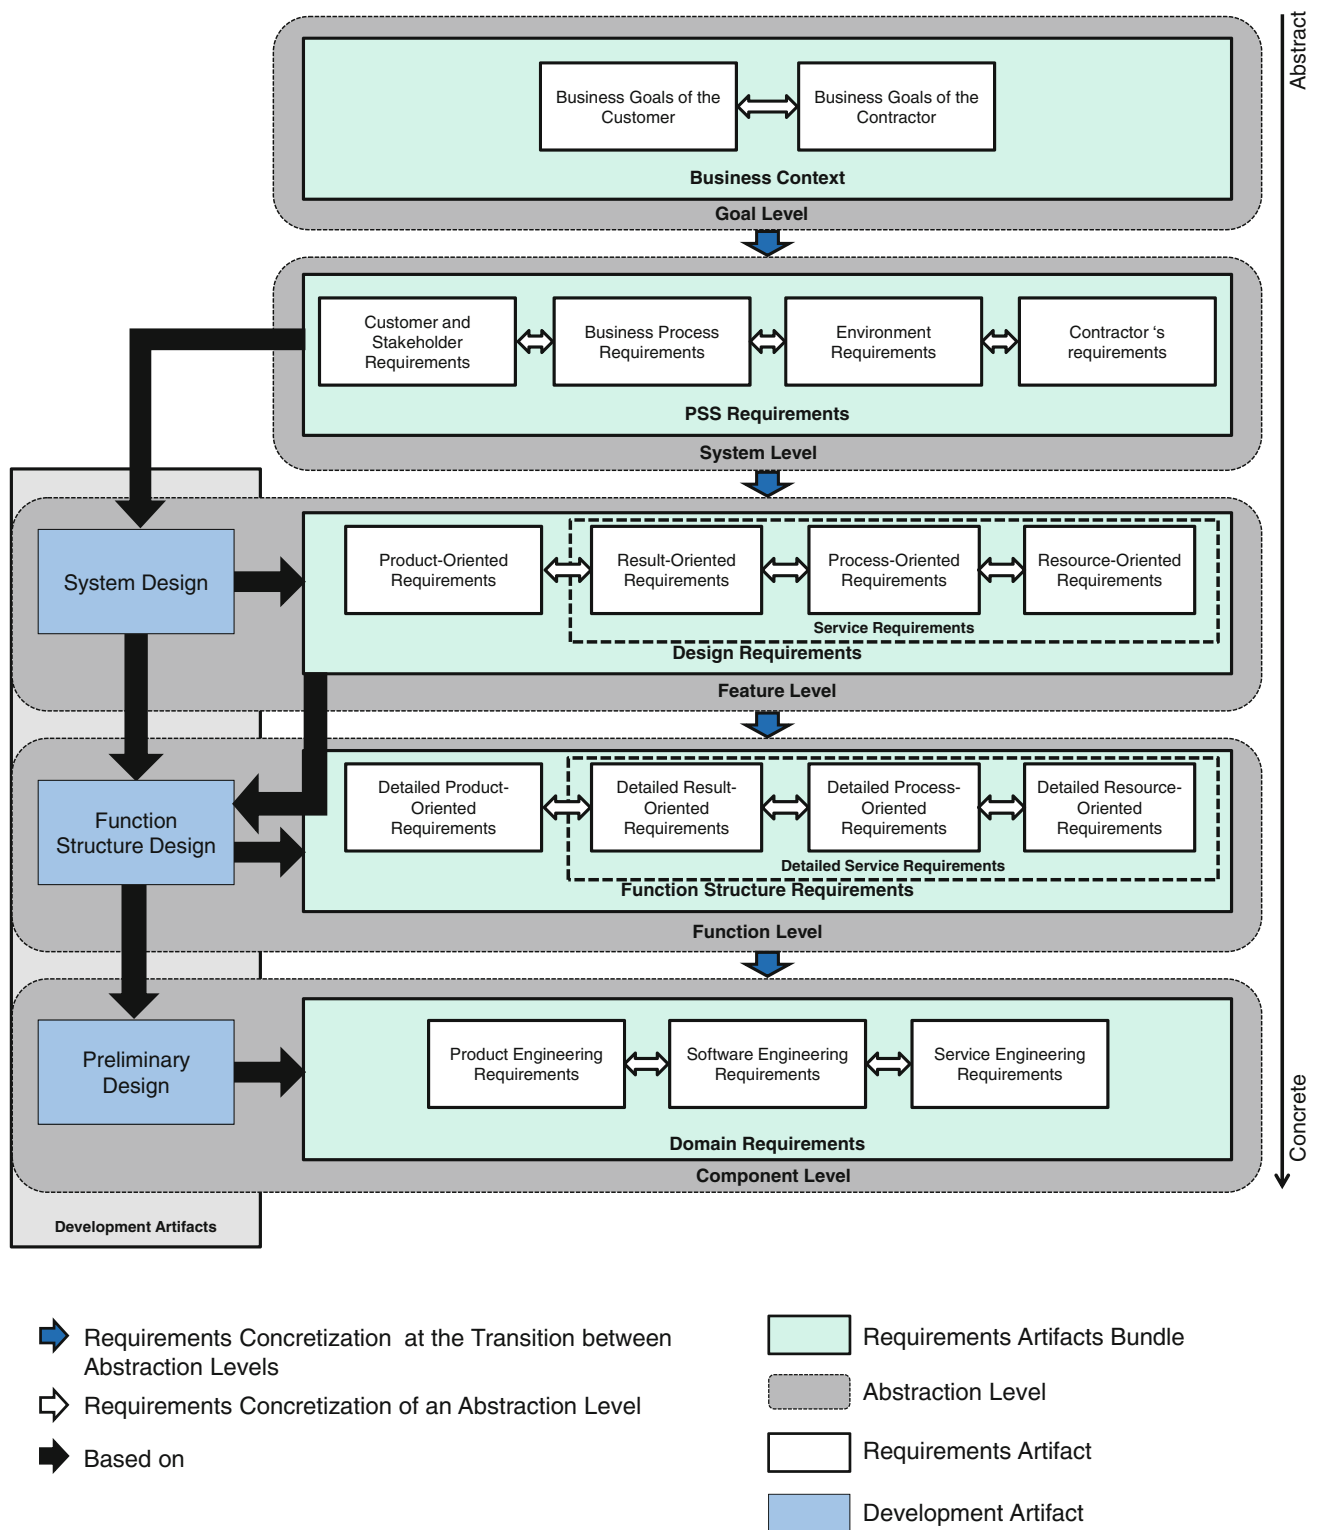 Abstract
Business Goals of the
Customer
Business Goals of the
Contractor
Business Context
Goal Level
Customer and
Stakeholder
Requirements
Business Process
Requirements
Environment
Requirements
Contractor ‘s
requirements
PSS Requirements
System Level
System Design
Product-Oriented
Requirements
Result-Oriented
Requirements
Process-Oriented
Requirements
Resource-Oriented
Requirements
Service Requirements
Design Requirements
Feature Level
Function
Structure Design
Detailed Product-
Oriented
Requirements
Detailed Result-
Oriented
Requirements
Detailed Process-
Oriented
Requirements
Detailed Resource-
Oriented
Requirements
Detailed Service Requirements
Function Structure Requirements
Function Level
Preliminary
Design
Product Engineering
Requirements
Software Engineering
Requirements
Service Engineering
Requirements
Domain Requirements
Component Level
Concrete
Development Artifacts
Requirements Concretization at the Transition between
Abstraction Levels
Requirements Concretization of an Abstraction Level
Based on
Requirements Artifacts Bundle
Abstraction Level
Requirements Artifact
Development Artifact